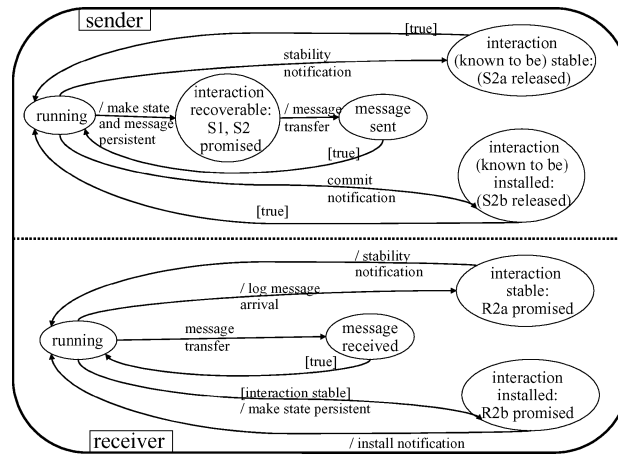 sender
[true]
stability
notification
interaction
(known to be) stable:
(S2a released)
running
/ make state
and message
persistent
interaction
recoverable:
S1, S2
promised
/ message
transfer
message
sent
[true]
commit
notification
interaction
(known to be)
installed:
(S2b released)
[true]
/ stability
notification
/ log message
arrival
interaction
stable:
R2a promised
running
message
transfer
message
received
[true]
[interaction stable]
/ make state persistent
interaction
installed:
R2b promised
receiver
/ install notification